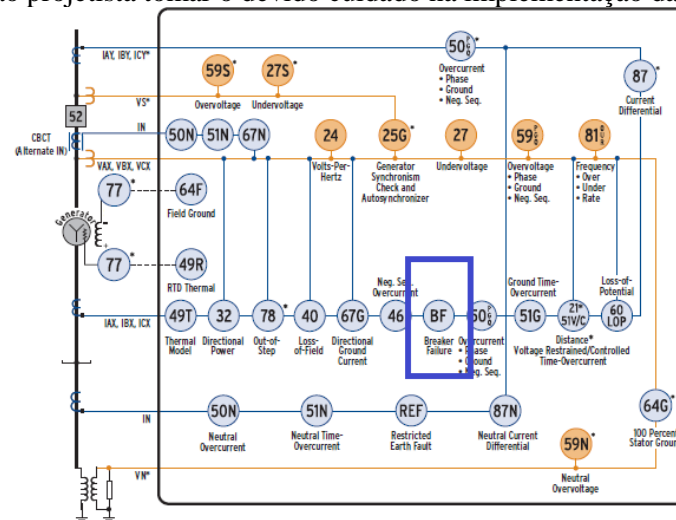 projetista tomar o devido cuidado na implementação da
IAY, IBY, ICY*
50 P G Q *
Overcurrent
• Phase
• Ground
• Neg. Seq.
59S *
Overvoltage
27S *
Undervoltage
87 *
Current
Differential
VS*
52
CBCT
(Alternate IN)
IN
50N
51N
67N
24
Volts-Per-
Hertz
25G *
Generator
Synchronism
Check and
Autosynchronizer
27
Undervoltage
59 P G Q
Overvoltage
• Phase
• Ground
• Neg. Seq.
81
Frequency
• Over
• Under
• Rate
VAX, VBX, VCX
77 *
64F
Field Ground
Generator
+
77 *
49R
RTD Thermal
IAX, IBX, ICX
49T
Thermal
Model
32
Directional
Power
78 *
Out-of-
Step
40
Loss-
of-Field
67G
Directional
Ground
Current
Neg. Seq.
Overcurrent
46
BF
Breaker
Failure
50 P G Q
Overcurrent
• Phase
• Ground
• Neg. Seq.
Ground Time-
Overcurrent
51G
21*
51V/C
Distance*
Voltage Restrained/Controlled
Time-Overcurrent
Loss-of-
Potential
60
LOP
IN
50N
Neutral
Overcurrent
51N
Neutral Time-
Overcurrent
REF
Restricted
Earth Fault
87N
Neutral Current
Differential
64G *
100 Percent
Stator Ground
59N *
Neutral
Overvoltage
VN*